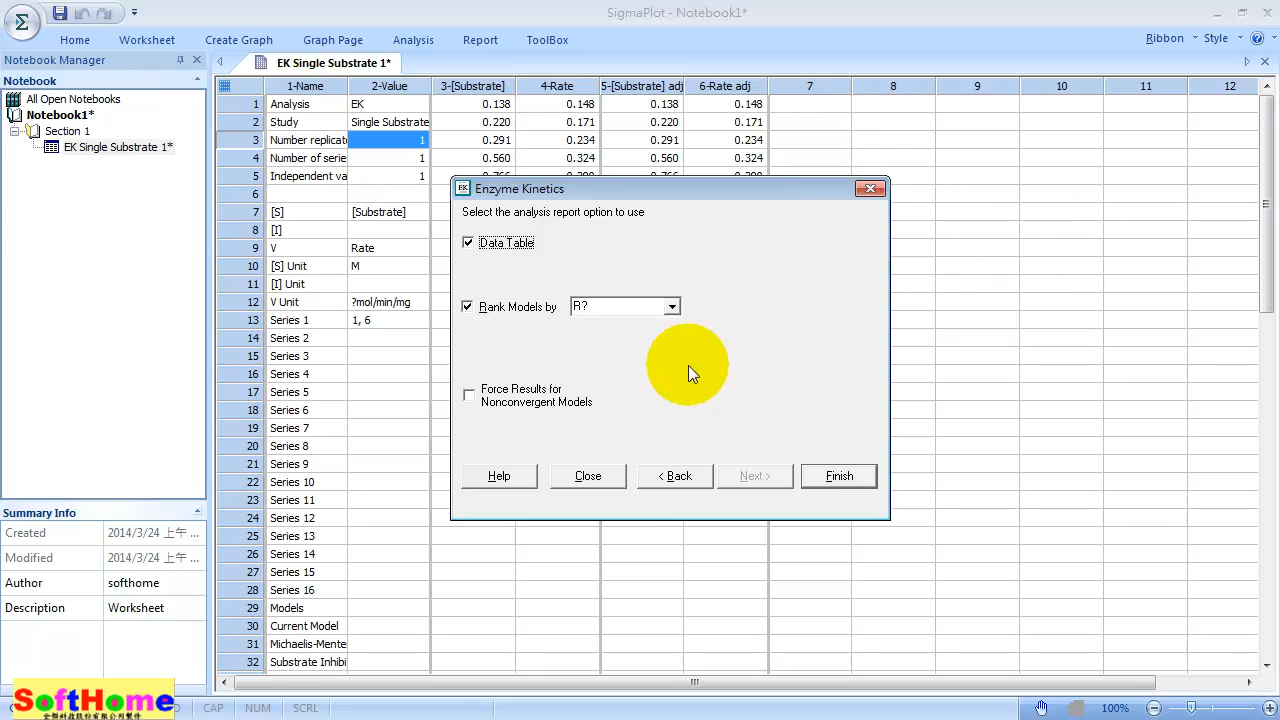 SigmaPlot - Notebook1*
Home Worksheet Create Graph Graph Page Analysis Report ToolBox Ribbon Style
Notebook Manager
EK Single Substrate 1*
Notebook
All Open Notebooks
Notebook1*
Section 1
EK Single Substrate 1*
1-Name 2-Value 3-[Substrate] 4-Rate 5-[Substrate] adj 6-Rate adj 7 8 9 10 11 12
1 Analysis EK 0.138 0.148 0.138 0.148
2 Study Single Substrate 0.220 0.171 0.220 0.171
3 Number replicate 1 0.291 0.234 0.291 0.234
4 Number of serie 1 0.560 0.324 0.560 0.324
5 Independent va 1
6
7 [S] [Substrate]
8 [I]
9 V Rate
10 [S] Unit M
11 [I] Unit
12 V Unit ?mol/min/mg
13 Series 1 1, 6
14 Series 2
15 Series 3
16 Series 4
17 Series 5
18 Series 6
19 Series 7
20 Series 8
21 Series 9
22 Series 10
23 Series 11
24 Series 12
25 Series 13
26 Series 14
27 Series 15
28 Series 16
29 Models
30 Current Model
31 Michaelis-Mente
32 Substrate Inhibi
EK Enzyme Kinetics
Select the analysis report option to use
Data Table
Rank Models by R?
Force Results for
Nonconvergent Models
Help Close < Back Next > Finish
Summary Info
Created 2014/3/24 上午 ...
Modified 2014/3/24 上午 ...
Author softhome
Description Worksheet
SoftHome
CAP NUM SCRL 100%